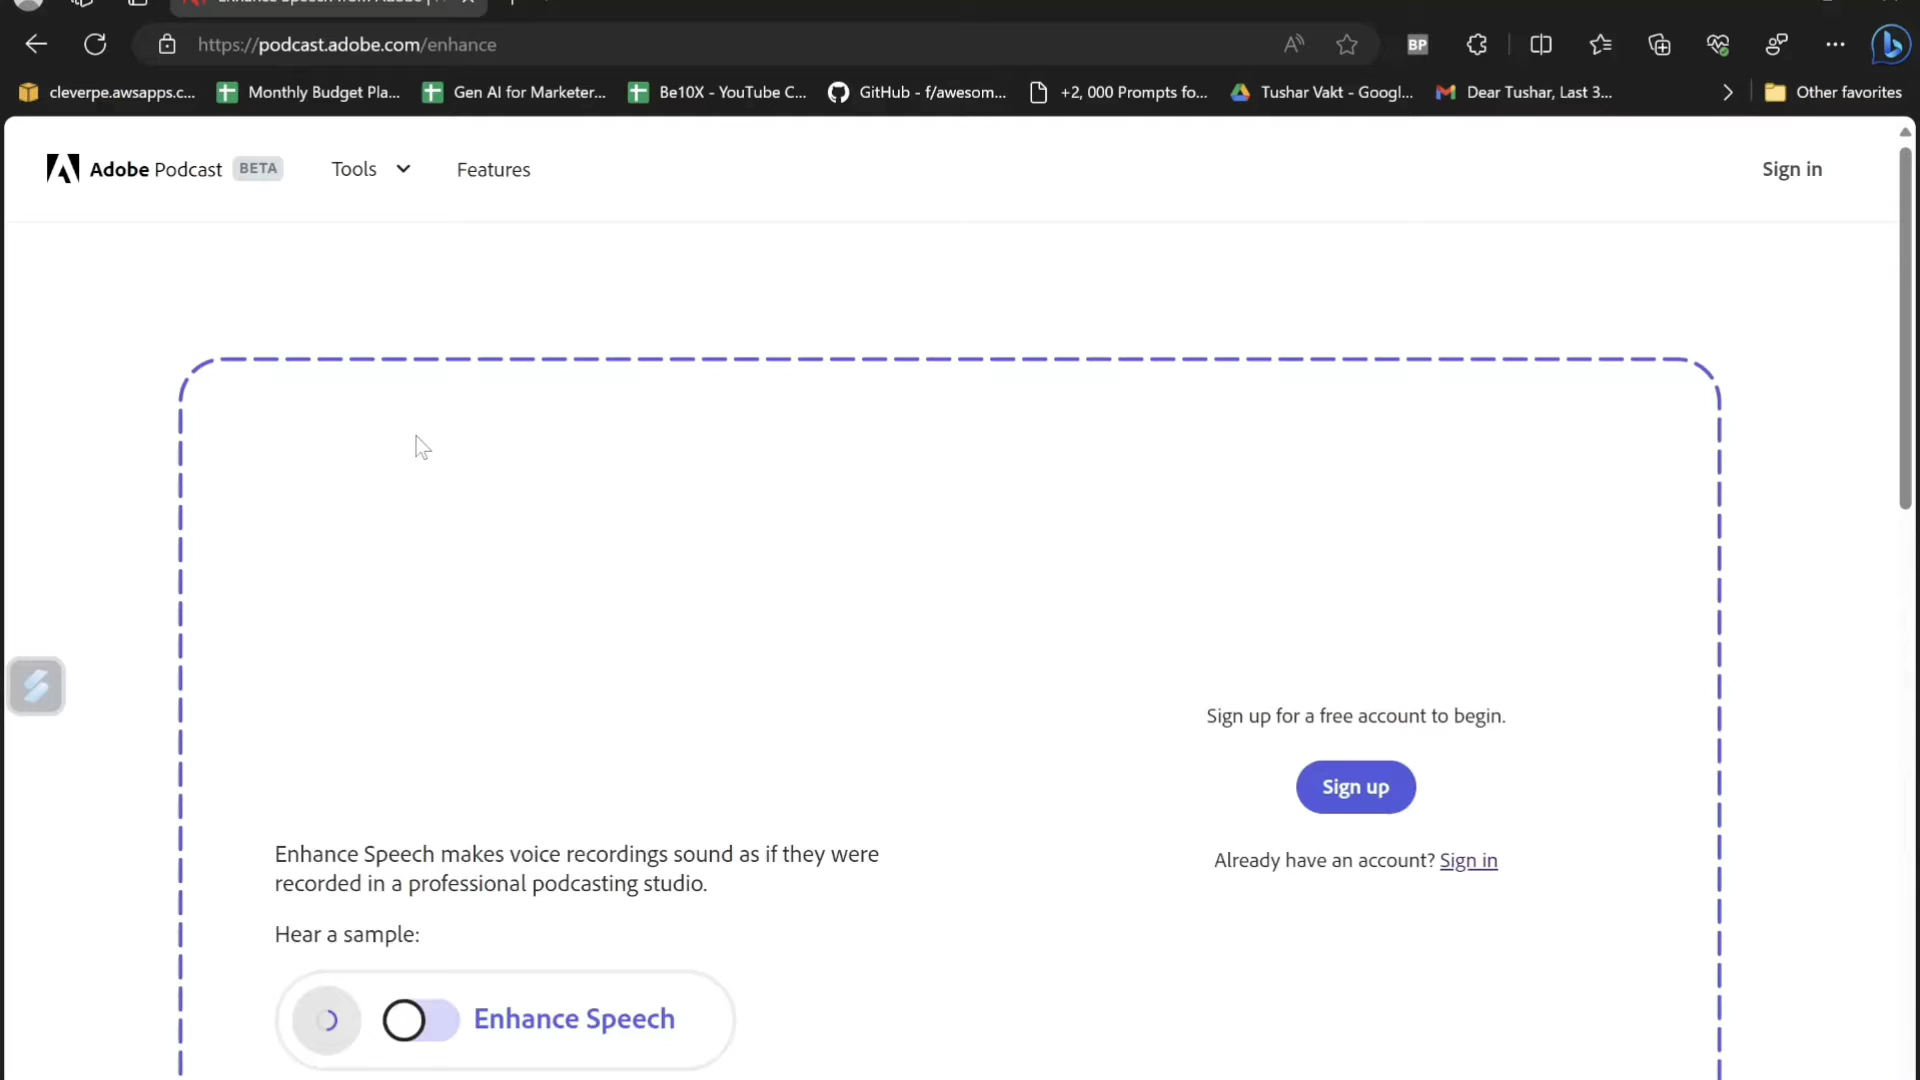 https://podcast.adobe.com/enhance
BP
cleverpe.awsapps.c...
Monthly Budget Pla...
Gen AI for Marketer...
Be10X - YouTube C...
GitHub - f/awesom...
+2, 000 Prompts fo...
Tushar Vakt - Googl...
Dear Tushar, Last 3...
Other favorites
Adobe Podcast BETA
Tools
Features
Sign in
Sign up for a free account to begin.
Sign up
Already have an account? Sign in
Enhance Speech makes voice recordings sound as if they were
recorded in a professional podcasting studio.
Hear a sample:
Enhance Speech